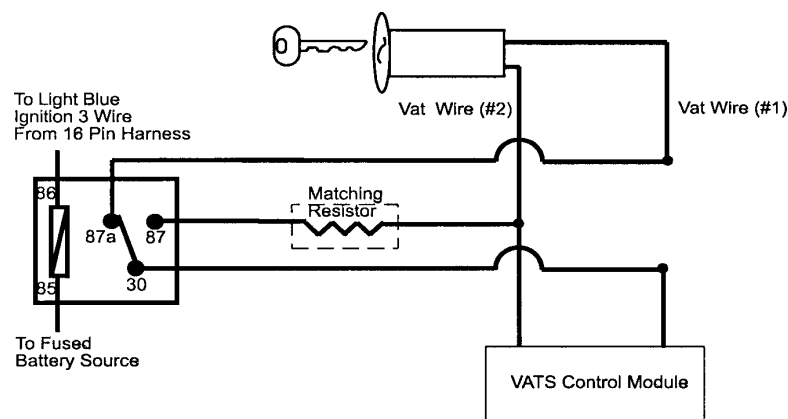 Vat Wire (#2)
Vat Wire (#1)
To Light Blue
Ignition 3 Wire
From 16 Pin Harness
86
87a
87
85
30
Matching
Resistor
To Fused
Battery Source
VATS Control Module